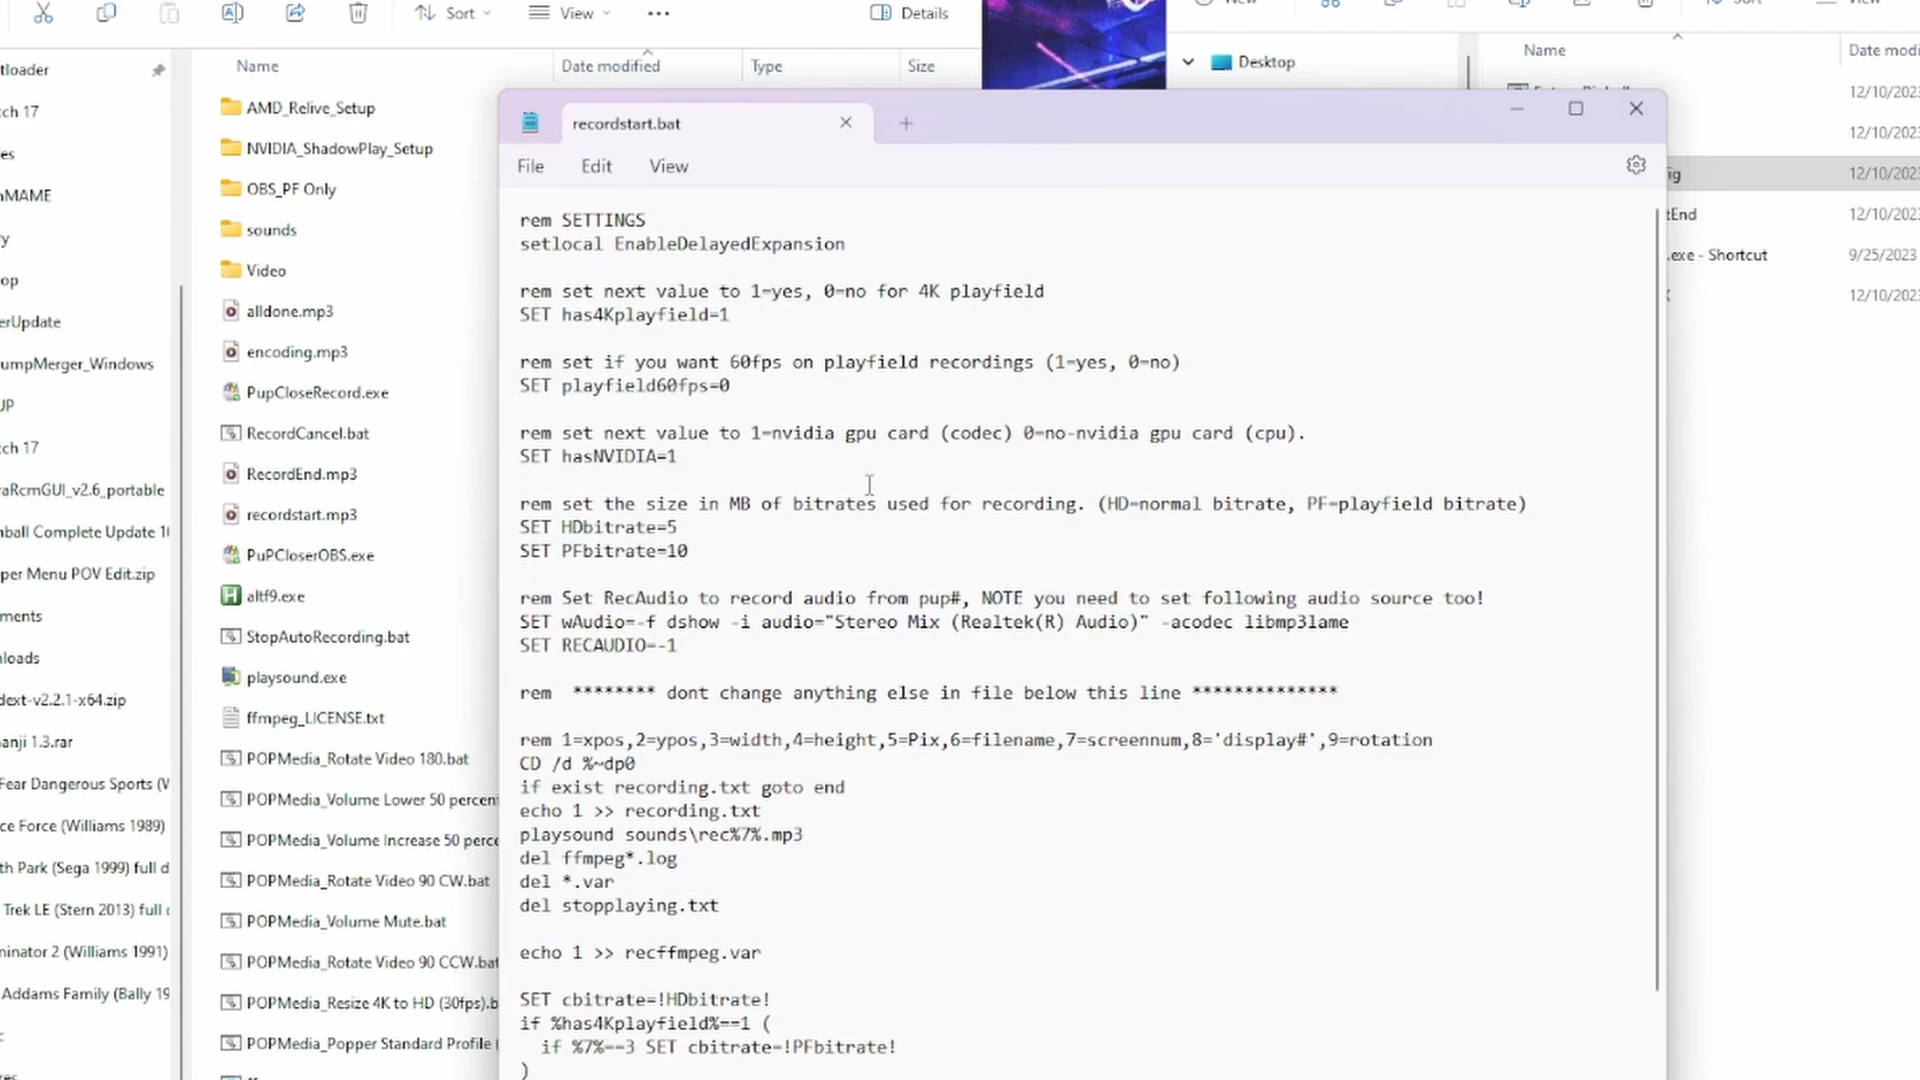 Sort
View
Details
Name
Date modified
Type
Size
tloader
tch 17
es
nMAME
ry
op
erUpdate
umpMerger_Windows
UP
tch 17
raRcmGUI_v2.6_portable
nball Complete Update 1
per Menu POV Edit.zip
uments
nloads
dext-v2.2.1-x64.zip
anji 1.3.rar
Fear Dangerous Sports (W
ce Force (Williams 1989)
th Park (Sega 1999) full d
Trek LE (Stern 2013) full
minator 2 (Williams 1991)
Addams Family (Bally 19
AMD_Relive_Setup
NVIDIA_ShadowPlay_Setup
OBS_PF Only
sounds
Video
alldone.mp3
encoding.mp3
PupCloseRecord.exe
RecordCancel.bat
RecordEnd.mp3
recordstart.mp3
PuPCloserOBS.exe
altf9.exe
StopAutoRecording.bat
playsound.exe
ffmpeg_LICENSE.txt
POPMedia_Rotate Video 180.bat
POPMedia_Volume Lower 50 percen
POPMedia_Volume Increase 50 perce
POPMedia_Rotate Video 90 CW.bat
POPMedia_Volume Mute.bat
POPMedia_Rotate Video 90 CCW.bat
POPMedia_Resize 4K to HD (30fps).b
POPMedia_Popper Standard Profile (
recordstart.bat
File
Edit
View
rem SETTINGS
setlocal EnableDelayedExpansion
rem set next value to 1=yes, 0=no for 4K playfield
SET has4Kplayfield=1
rem set if you want 60fps on playfield recordings (1=yes, 0=no)
SET playfield60fps=0
rem set next value to 1=nvidia gpu card (codec) 0=no-nvidia gpu card (cpu).
SET hasNVIDIA=1
rem set the size in MB of bitrates used for recording. (HD=normal bitrate, PF=playfield bitrate)
SET HDbitrate=5
SET PFbitrate=10
rem Set RecAudio to record audio from pup#, NOTE you need to set following audio source too!
SET wAudio=-f dshow -i audio="Stereo Mix (Realtek(R) Audio)" -acodec libmp3lame
SET RECAUDIO=-1
rem  ******** dont change anything else in file below this line **************
rem 1=xpos,2=ypos,3=width,4=height,5=Pix,6=filename,7=screennum,8='display#',9=rotation
CD /d %~dp0
if exist recording.txt goto end
echo 1 >> recording.txt
playsound sounds\rec%7%.mp3
del ffmpeg*.log
del *.var
del stopplaying.txt
echo 1 >> recffmpeg.var
SET cbitrate=!HDbitrate!
if %has4Kplayfield%==1 (
  if %7%==3 SET cbitrate=!PFbitrate!
)
Desktop
Name
Date modi
12/10/2023
12/10/2023
ig
12/10/2023
tEnd
12/10/2023
.exe - Shortcut
9/25/2023
12/10/2023